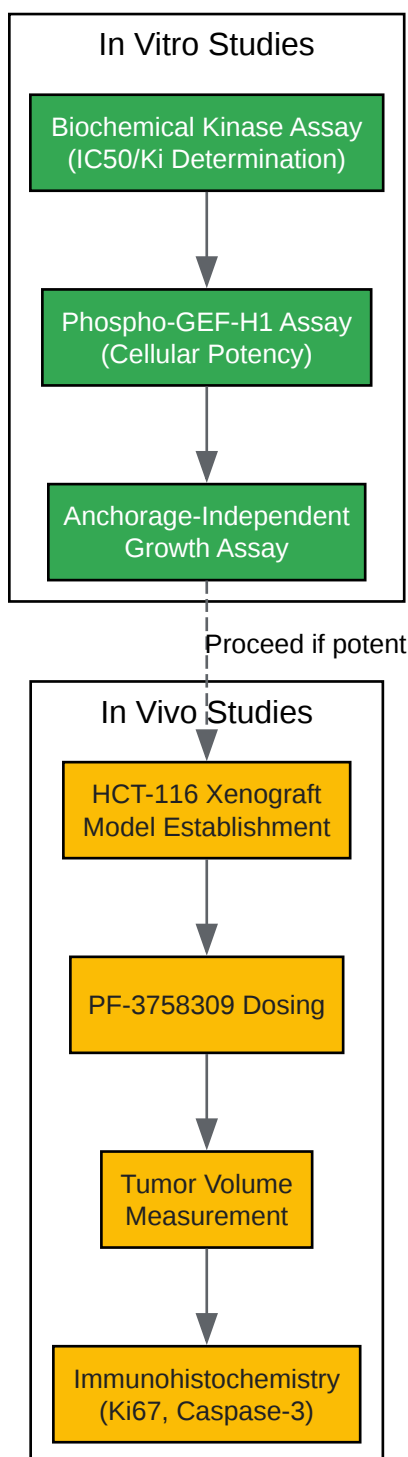 In Vitro Studies
Biochemical Kinase Assay
(IC50/Ki Determination)
Phospho-GEF-H1 Assay
(Cellular Potency)
Anchorage-Independent
Growth Assay
Proceed if potent
In Vivo Studies
HCT-116 Xenograft
Model Establishment
PF-3758309 Dosing
Tumor Volume
Measurement
Immunohistochemistry
(Ki67, Caspase-3)